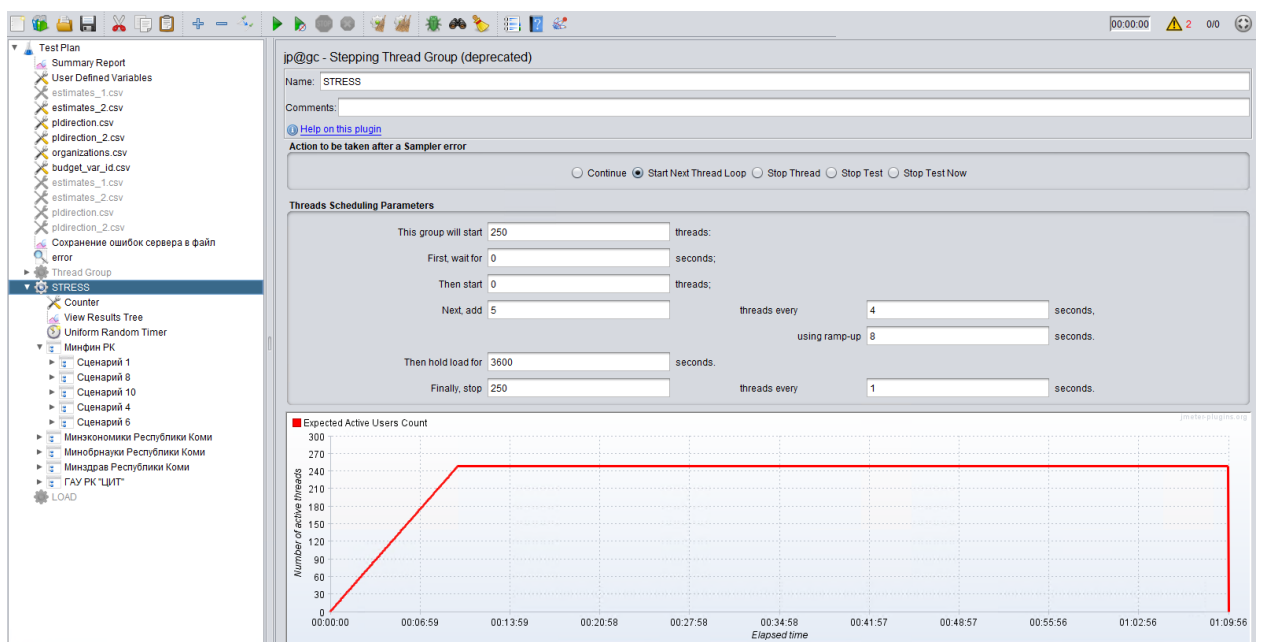 00:00:00 2 0/0
Test Plan
Summary Report
User Defined Variables
estimates_1.csv
estimates_2.csv
pldirection.csv
pldirection_2.csv
organizations.csv
budget_var_id.csv
estimates_1.csv
estimates_2.csv
pldirection.csv
pldirection_2.csv
Сохранение ошибок сервера в файл
error
Thread Group
STRESS
Counter
View Results Tree
Uniform Random Timer
Минфин РК
Сценарий 1
Сценарий 8
Сценарий 10
Сценарий 4
Сценарий 6
Минэкономики Республики Коми
Минобрнауки Республики Коми
Минздрав Республики Коми
ГАУ РК "ЦИТ"
LOAD
jp@gc - Stepping Thread Group (deprecated)
Name: STRESS
Comments:
Help on this plugin
Action to be taken after a Sampler error
Continue Start Next Thread Loop Stop Thread Stop Test Stop Test Now
Threads Scheduling Parameters
This group will start 250 threads:
First, wait for 0 seconds;
Then start 0 threads;
Next, add 5 threads every 4 seconds,
using ramp-up 8 seconds.
Then hold load for 3600 seconds.
Finally, stop 250 threads every 1 seconds.
Expected Active Users Count
jmeter-plugins.org
300
270
240
210
180
150
120
90
60
30
0
Number of active threads
00:00:00 00:06:59 00:13:59 00:20:58 00:27:58 00:34:58 00:41:57 00:48:57 00:55:56 01:02:56 01:09:56
Elapsed time